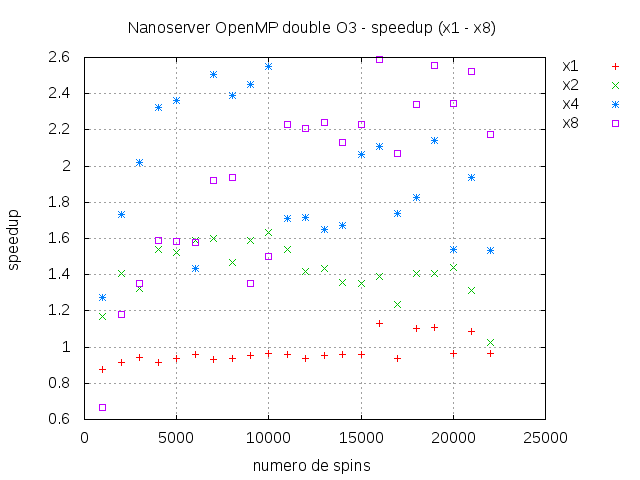 Nanoserver OpenMP double O3 - speedup (x1 - x8)
x1
x2
x4
x8
2.6
2.4
2.2
2
1.8
1.6
1.4
1.2
1
0.8
0.6
speedup
0 5000 10000 15000 20000 25000
numero de spins